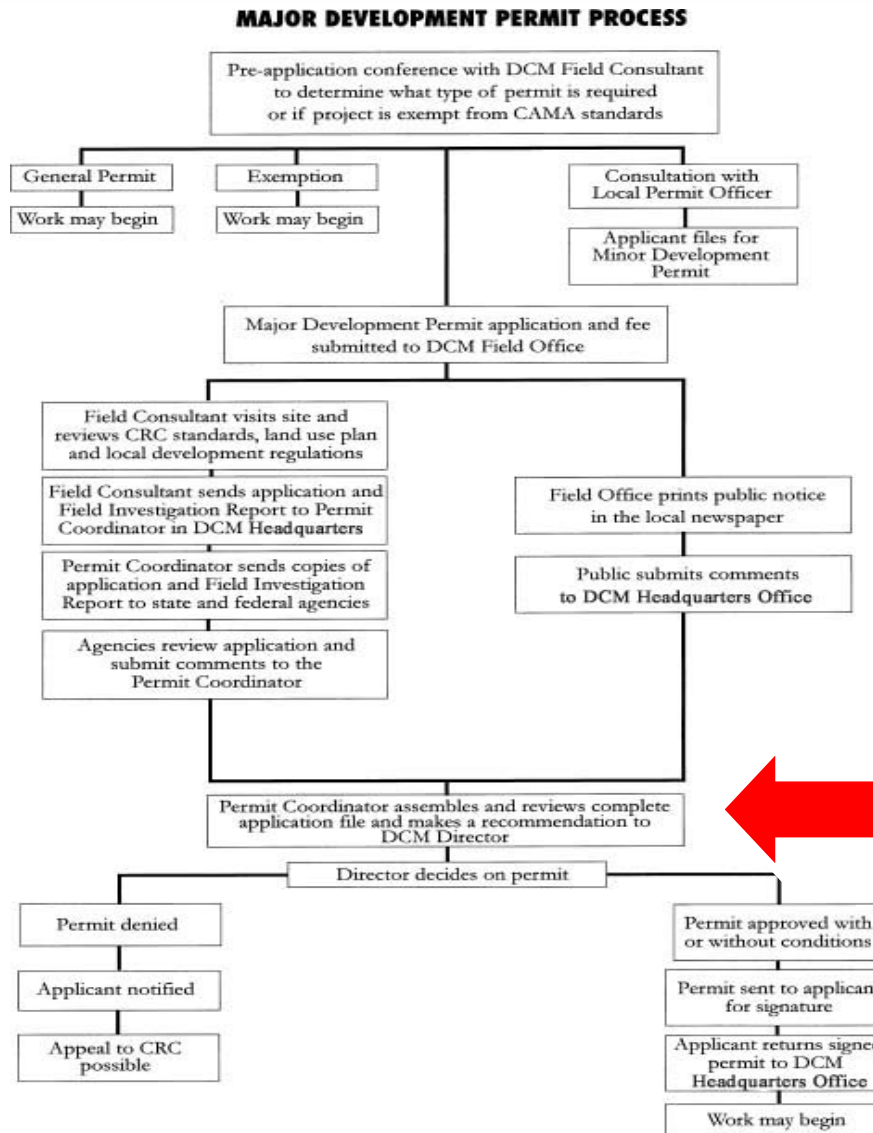 MAJOR DEVELOPMENT PERMIT PROCESS
Pre-application conference with DCM Field Consultant
to determine what type of permit is required
or if project is exempt from CAMA standards
General Permit
Work may begin
Exemption
Work may begin
Consultation with
Local Permit Officer
Applicant files for
Minor Development
Permit
Major Development Permit application and fee
submitted to DCM Field Office
Field Consultant visits site and
reviews CRC standards, land use plan
and local development regulations
Field Consultant sends application and
Field Investigation Report to Permit
Coordinator in DCM Headquarters
Permit Coordinator sends copies of
application and Field Investigation
Report to state and federal agencies
Agencies review application and
submit comments to the
Permit Coordinator
Field Office prints public notice
in the local newspaper
Public submits comments
to DCM Headquarters Office
Permit Coordinator assembles and reviews complete
application file and makes a recommendation to
DCM Director
Director decides on permit
Permit denied
Applicant notified
Appeal to CRC
possible
Permit approved with
or without conditions
Permit sent to applican
for signature
Applicant returns signe
permit to DCM
Headquarters Office
Work may begin